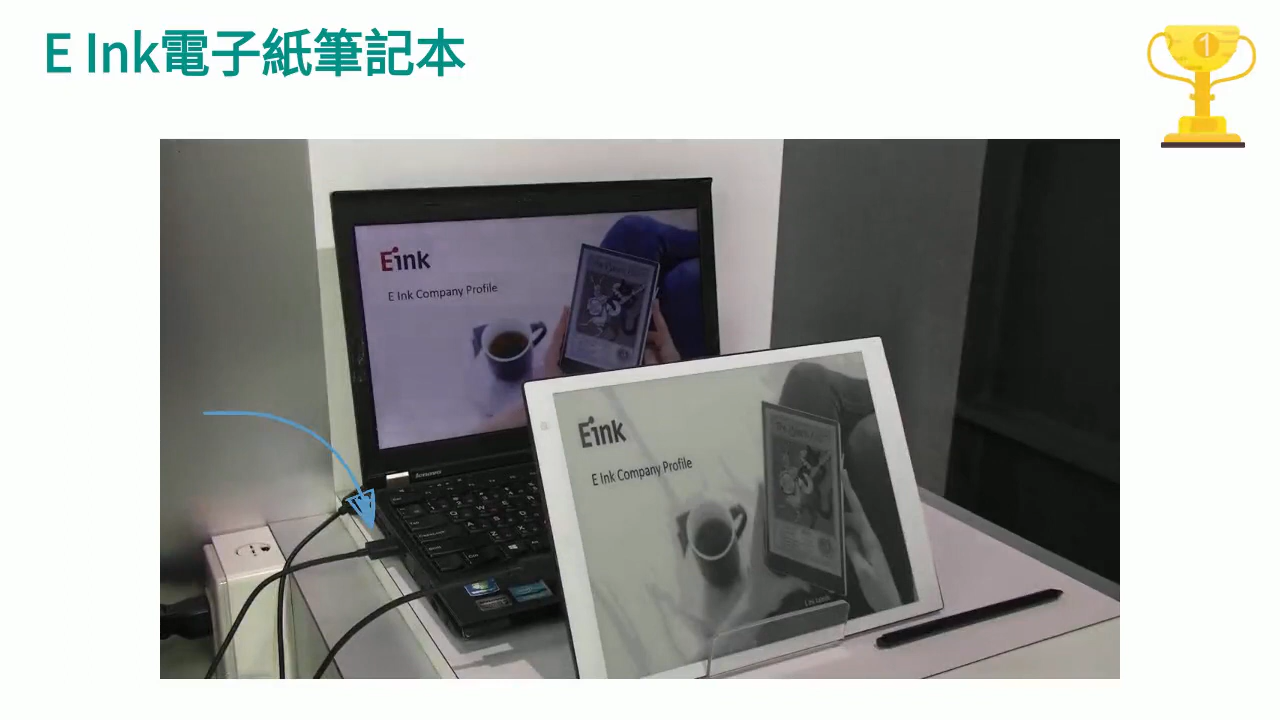 E Ink電子紙筆記本
1
Eink
E Ink Company Profile
lenovo
Eink
E Ink Company Profile